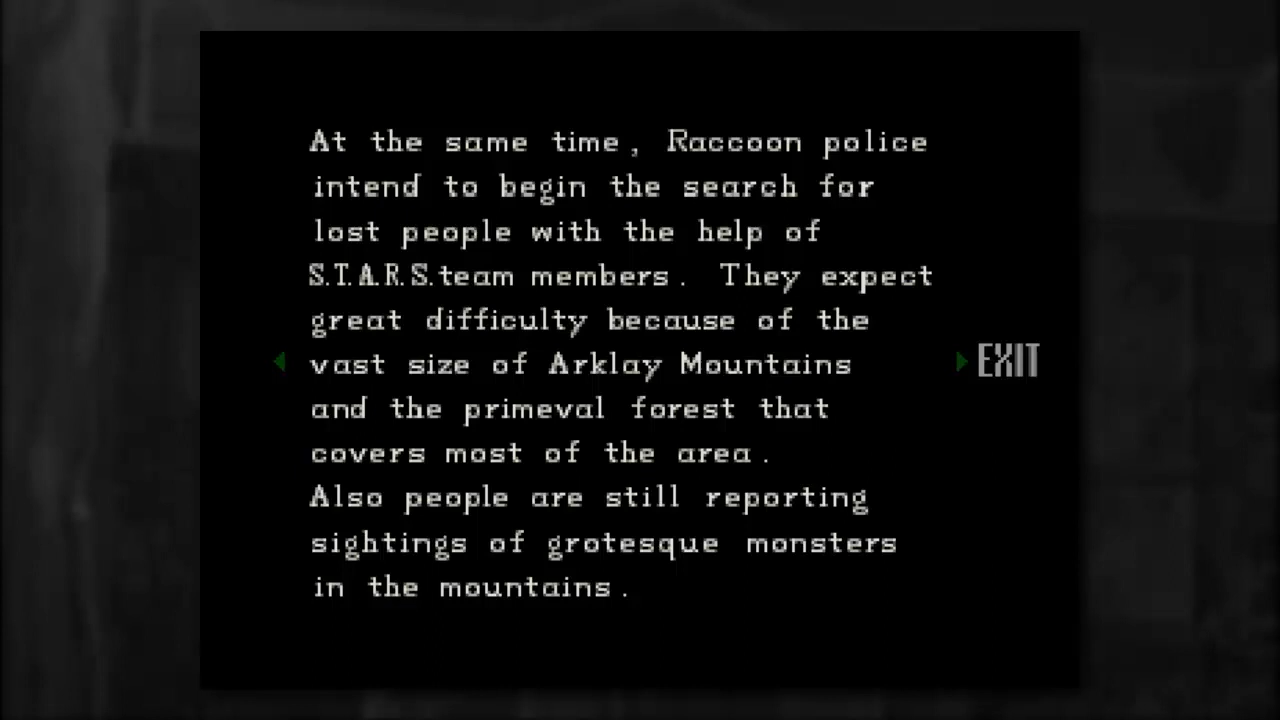 At the same time, Raccoon police
intend to begin the search for
lost people with the help of
S.T.A.R.S.team members. They expect
great difficulty because of the
vast size of Arklay Mountains
and the primeval forest that
covers most of the area.
Also people are still reporting
sightings of grotesque monsters
in the mountains.
EXIT